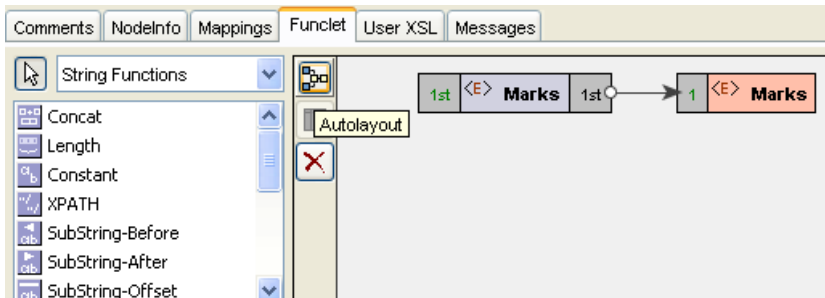 Comments NodeInfo Mappings Funclet User XSL Messages
String Functions
1st <E> Marks 1st 1 <E> Marks
Concat
Autolayout
Length
Constant
XPATH
SubString-Before
SubString-After
SubString-Offset